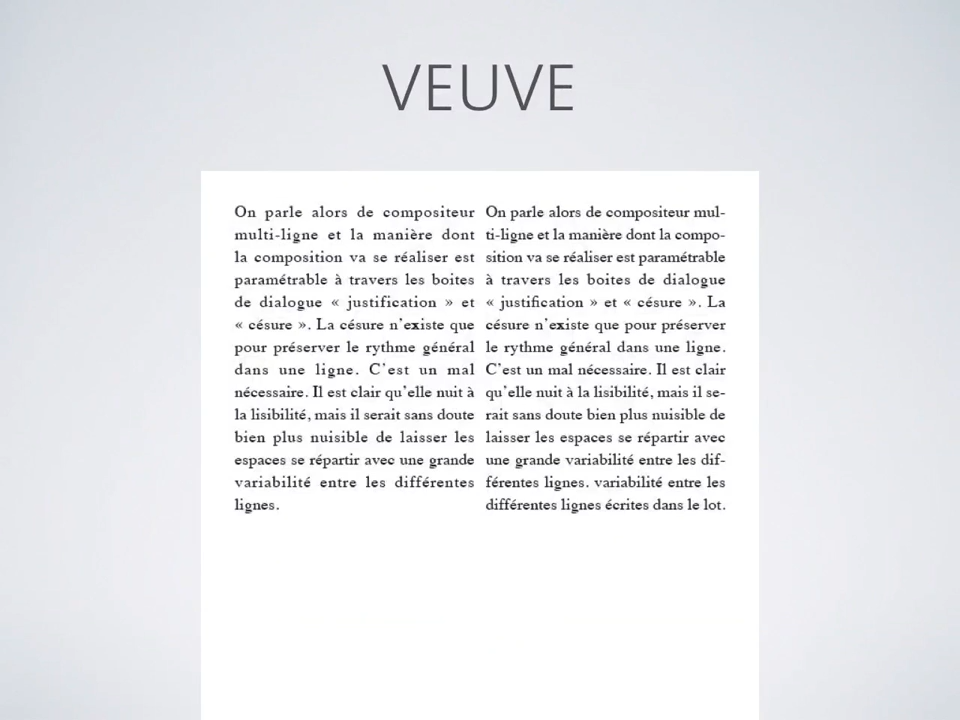 VEUVE
On parle alors de compositeur
multi-ligne et la manière dont
la composition va se réaliser est
paramétrable à travers les boites
de dialogue « justification » et
« césure ». La césure n’existe que
pour préserver le rythme général
dans une ligne. C’est un mal
nécessaire. Il est clair qu’elle nuit à
la lisibilité, mais il serait sans doute
bien plus nuisible de laisser les
espaces se répartir avec une grande
variabilité entre les différentes
lignes.
On parle alors de compositeur mul-
ti-ligne et la manière dont la compo-
sition va se réaliser est paramétrable
à travers les boites de dialogue
« justification » et « césure ». La
césure n’existe que pour préserver
le rythme général dans une ligne.
C’est un mal nécessaire. Il est clair
qu’elle nuit à la lisibilité, mais il se-
rait sans doute bien plus nuisible de
laisser les espaces se répartir avec
une grande variabilité entre les dif-
férentes lignes. variabilité entre les
différentes lignes écrites dans le lot.